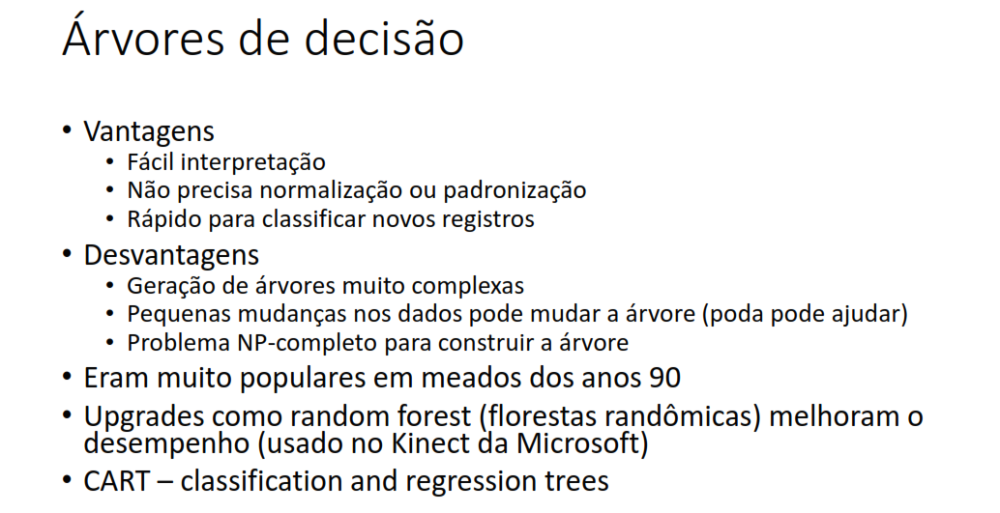 Árvores de decisão
• Vantagens
• Fácil interpretação
• Não precisa normalização ou padronização
• Rápido para classificar novos registros
• Desvantagens
• Geração de árvores muito complexas
• Pequenas mudanças nos dados pode mudar a árvore (poda pode ajudar)
• Problema NP-completo para construir a árvore
• Eram muito populares em meados dos anos 90
• Upgrades como random forest (florestas randômicas) melhoram o
desempenho (usado no Kinect da Microsoft)
• CART – classification and regression trees